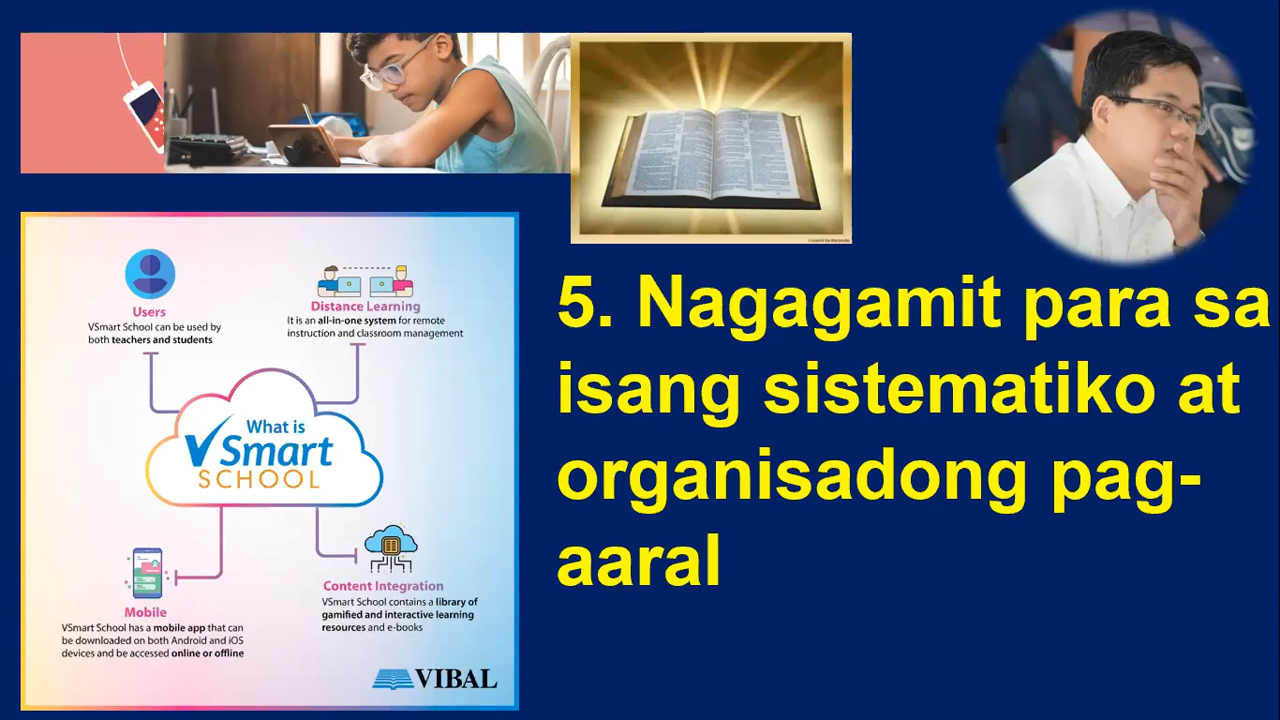 5. Nagagamit para sa
isang sistematiko at
organisadong pag-
aaral
Users
VSmart School can be used by
both teachers and students
Distance Learning
It is an all-in-one system for remote
instruction and classroom management
What is
VSmart
SCHOOL
Mobile
VSmart School has a mobile app that can
be downloaded on both Android and iOS
devices and be accessed online or offline
Content Integration
VSmart School contains a library of
gamified and interactive learning
resources and e-books
VIBAL